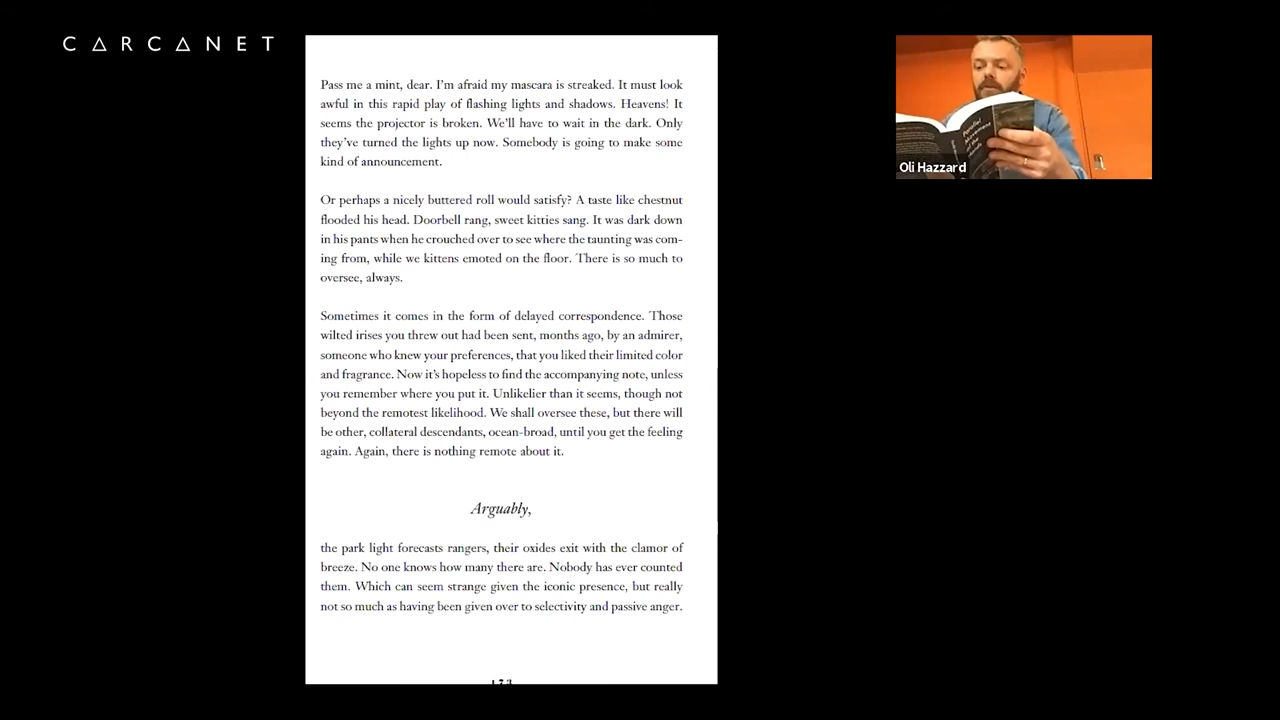 CARCANET
Pass me a mint, dear. I'm afraid my mascara is streaked. It must look
awful in this rapid play of flashing lights and shadows. Heavens! It
seems the projector is broken. We'll have to wait in the dark. Only
they've turned the lights up now. Somebody is going to make some
kind of announcement.
Or perhaps a nicely buttered roll would satisfy? A taste like chestnut
flooded his head. Doorbell rang, sweet kitties sang. It was dark down
in his pants when he crouched over to see where the taunting was com-
ing from, while we kittens emoted on the floor. There is so much to
oversee, always.
Sometimes it comes in the form of delayed correspondence. Those
wilted irises you threw out had been sent, months ago, by an admirer,
someone who knew your preferences, that you liked their limited color
and fragrance. Now it's hopeless to find the accompanying note, unless
you remember where you put it. Unlikelier than it seems, though not
beyond the remotest likelihood. We shall oversee these, but there will
be other, collateral descendants, ocean-broad, until you get the feeling
again. Again, there is nothing remote about it.
Arguably,
the park light forecasts rangers, their oxides exit with the clamor of
breeze. No one knows how many there are. Nobody has ever counted
them. Which can seem strange given the iconic presence, but really
not so much as having been given over to selectivity and passive anger.
Parallel
Movement
of the
Hands
Oli Hazzard